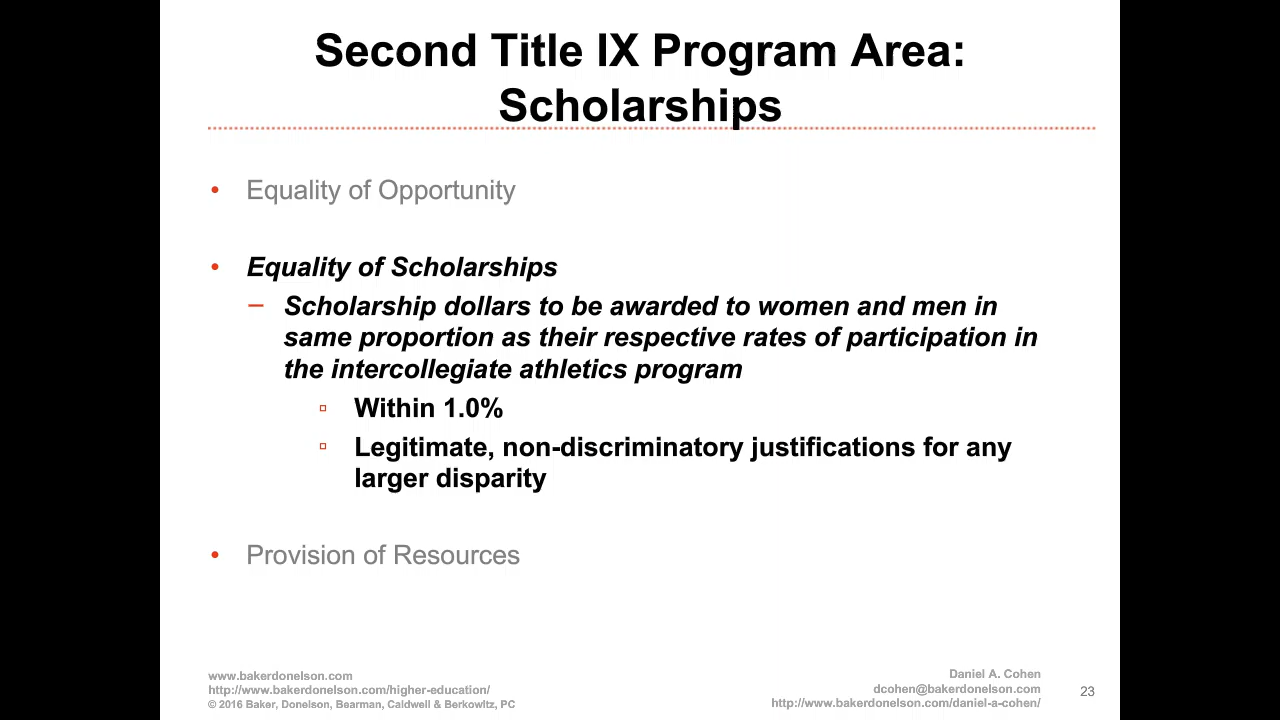 Second Title IX Program Area:
Scholarships
• Equality of Opportunity
• Equality of Scholarships
– Scholarship dollars to be awarded to women and men in
same proportion as their respective rates of participation in
the intercollegiate athletics program
▫ Within 1.0%
▫ Legitimate, non-discriminatory justifications for any
larger disparity
• Provision of Resources
www.bakerdonelson.com
http://www.bakerdonelson.com/higher-education/
© 2016 Baker, Donelson, Bearman, Caldwell & Berkowitz, PC
Daniel A. Cohen
dcohen@bakerdonelson.com
http://www.bakerdonelson.com/daniel-a-cohen/
23